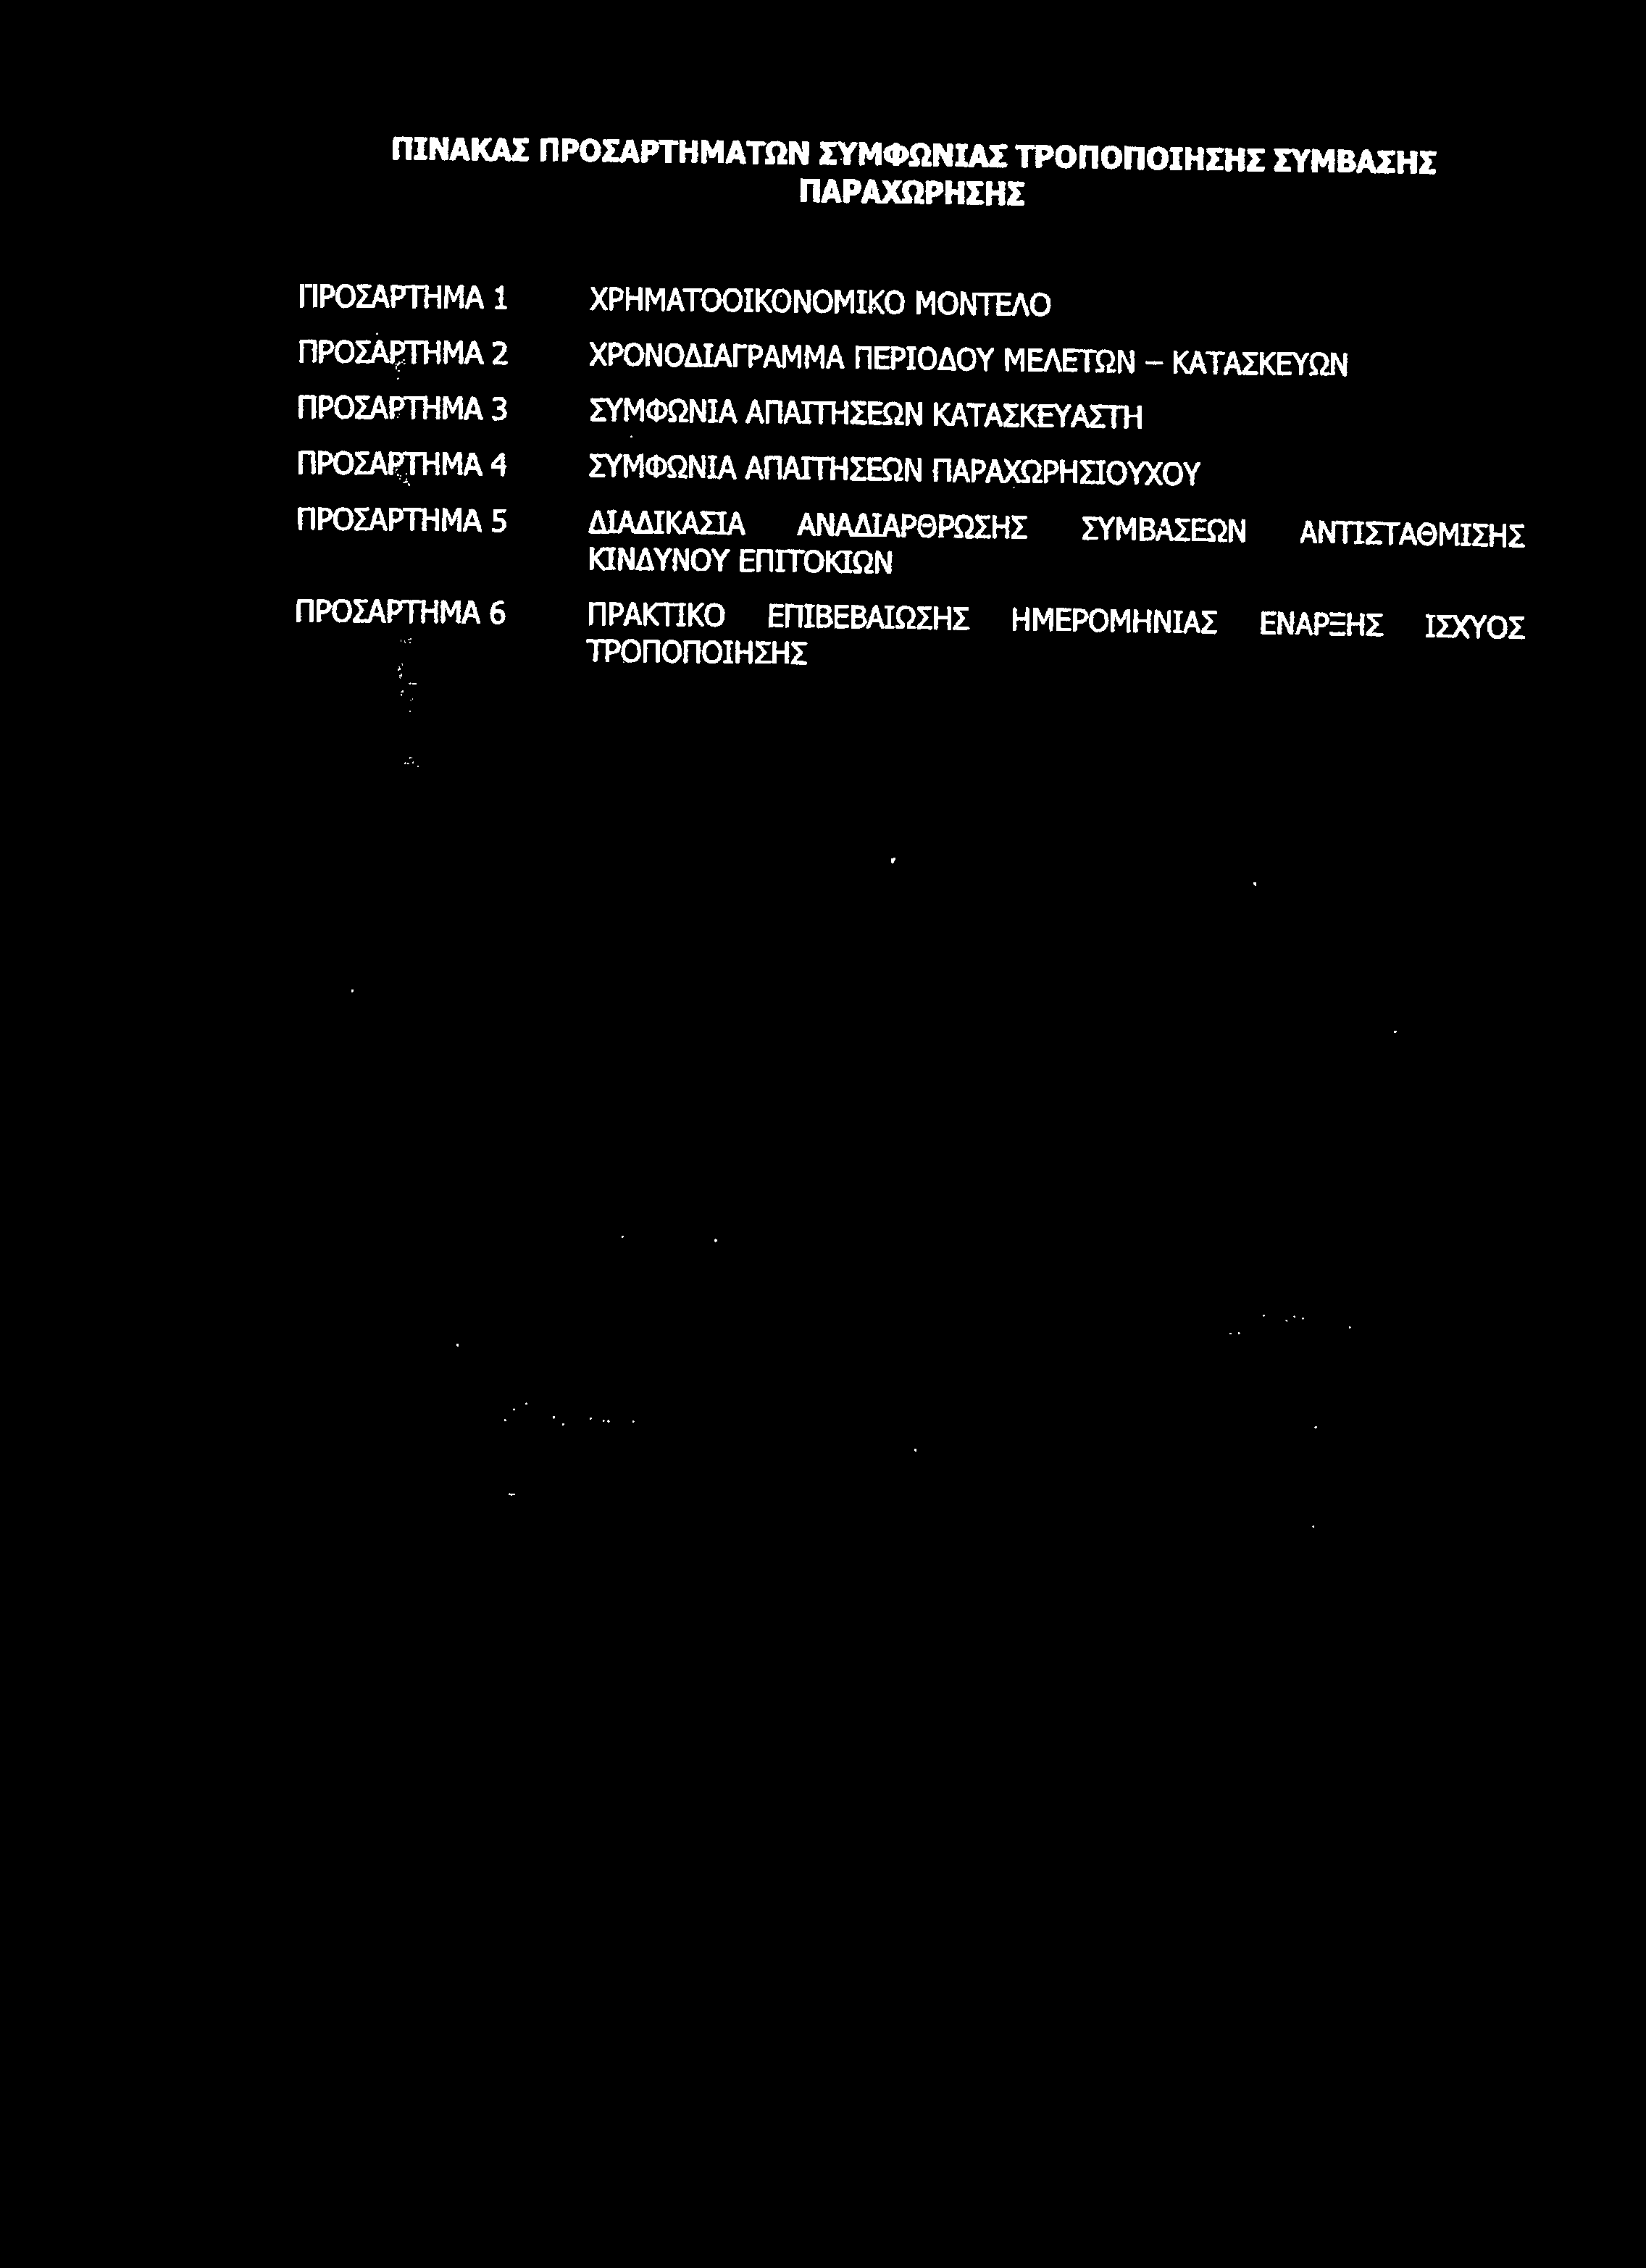 ΠΙΝΑΚΑΣ ΠΡΟΣΑΡΤΗΜΑΤΩΝ ΣΥΜΦΩΝΙΑΣ ΤΡΟΠΟΠΟΙΗΣΗΣ ΣΥΜΒΑΣΗΣ
ΠΑΡΑΧΩΡΗΣΗΣ
ΠΡΟΣΑΡΤΗΜΑ 1 ΧΡΗΜΑΤΟΟΙΚΟΝΟΜΙΚΟ ΜΟΝΤΕΛΟ
ΠΡΟΣΑΡΤΗΜΑ 2 ΧΡΟΝΟΔΙΑΓΡΑΜΜΑ ΠΕΡΙΟΔΟΥ ΜΕΛΕΤΩΝ – ΚΑΤΑΣΚΕΥΩΝ
ΠΡΟΣΑΡΤΗΜΑ 3 ΣΥΜΦΩΝΙΑ ΑΠΑΙΤΗΣΕΩΝ ΚΑΤΑΣΚΕΥΑΣΤΗ
ΠΡΟΣΑΡΤΗΜΑ 4 ΣΥΜΦΩΝΙΑ ΑΠΑΙΤΗΣΕΩΝ ΠΑΡΑΧΩΡΗΣΙΟΥΧΟΥ
ΠΡΟΣΑΡΤΗΜΑ 5 ΔΙΑΔΙΚΑΣΙΑ ΑΝΑΔΙΑΡΘΡΩΣΗΣ ΣΥΜΒΑΣΕΩΝ ΑΝΤΙΣΤΑΘΜΙΣΗΣ
ΚΙΝΔΥΝΟΥ ΕΠΙΤΟΚΙΩΝ
ΠΡΟΣΑΡΤΗΜΑ 6 ΠΡΑΚΤΙΚΟ ΕΠΙΒΕΒΑΙΩΣΗΣ ΗΜΕΡΟΜΗΝΙΑΣ ΕΝΑΡΞΗΣ ΙΣΧΥΟΣ
ΤΡΟΠΟΠΟΙΗΣΗΣ